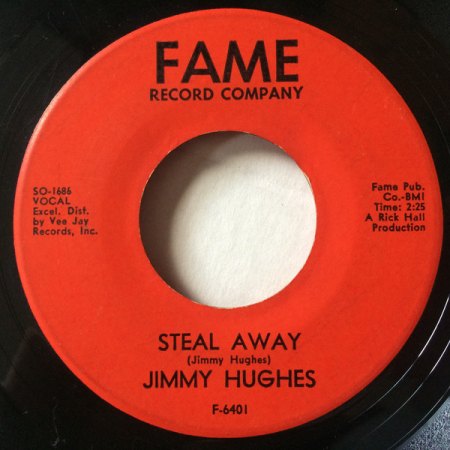 FAME
RECORD COMPANY
SO-1686
VOCAL
Excel. Dist.
by Vee Jay
Records, Inc.
Fame Pub.
Co.-BMI
Time: 2:25
A Rick Hall
Production
STEAL AWAY
(Jimmy Hughes)
JIMMY HUGHES
F-6401